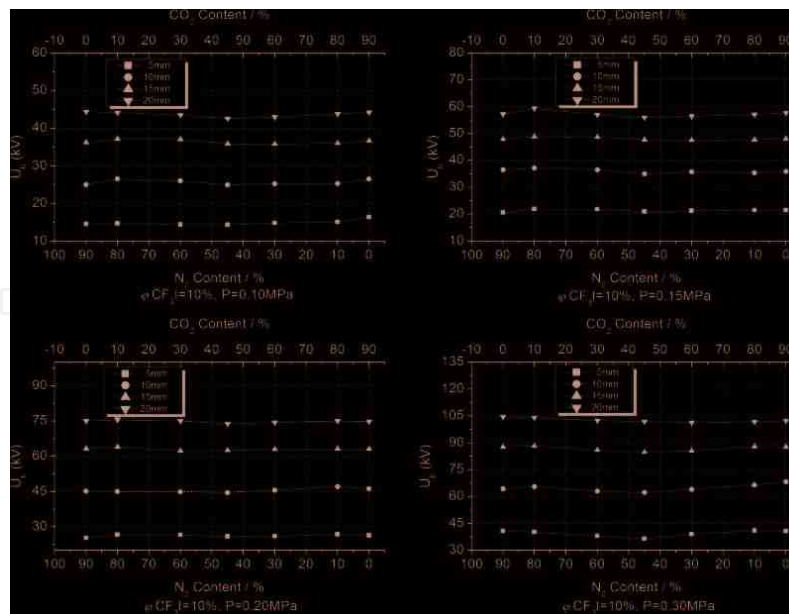 CO2 Content / %
-10 0 10 20 30 40 50 60 70 80 90
60
50
40
30
20
10
5mm
10mm
15mm
20mm
(kV)
100 90 80 70 60 50 40 30 20 10 0
N2 Content / %
φCF3I=10%, P=0.10MPa
CO2 Content / %
-10 0 10 20 30 40 50 60 70 80 90
80
70
60
50
40
30
20
10
5mm
10mm
15mm
20mm
(kV)
100 90 80 70 60 50 40 30 20 10 0
N2 Content / %
φCF3I=10%, P=0.15MPa
CO2 Content / %
-10 0 10 20 30 40 50 60 70 80 90
90
75
60
45
30
5mm
10mm
15mm
20mm
(kV)
100 90 80 70 60 50 40 30 20 10 0
N2 Content / %
φCF3I=10%, P=0.20MPa
CO2 Content / %
-10 0 10 20 30 40 50 60 70 80 90
135
120
105
90
75
60
45
30
5mm
10mm
15mm
20mm
(kV)
100 90 80 70 60 50 40 30 20 10 0
N2 Content / %
φCF3I=10%, P=0.30MPa